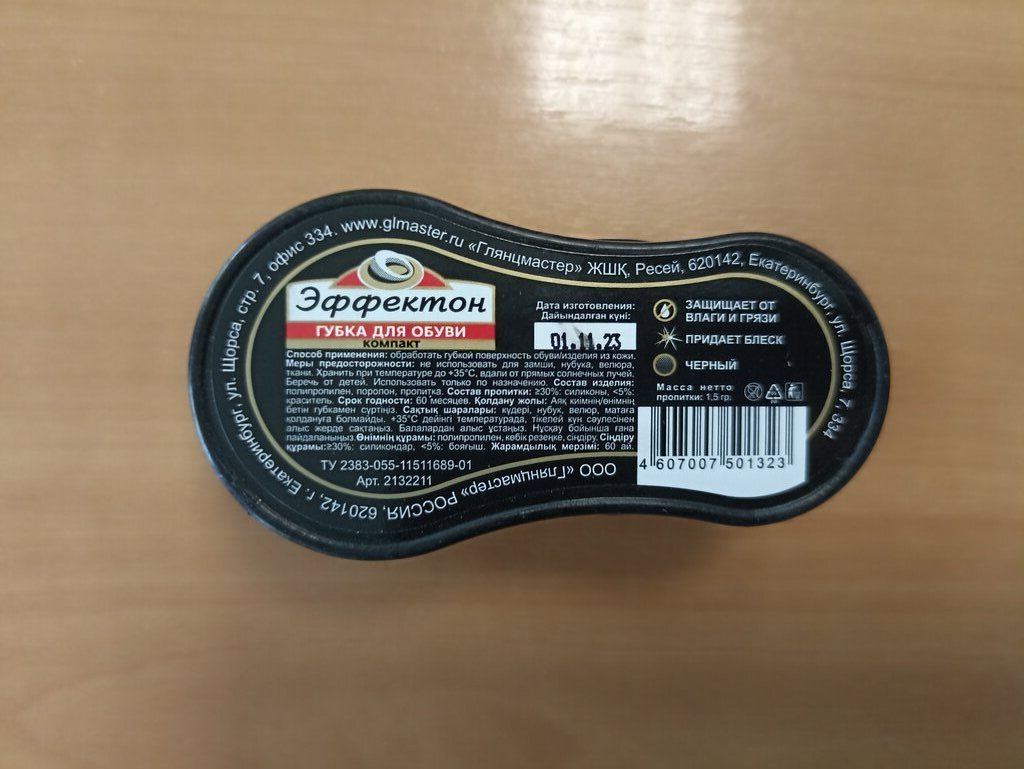 620142, г. Екатеринбург ул. Щорса, стр. 7, офис 334. www.glmaster.ru «Глянцмастер» ЖШҚ, Ресей, 620142, Екатеринбург, ул. Щорса 7, 334
Эффектон
ГУБКА ДЛЯ ОБУВИ
компакт
Способ применения: обработать губкой поверхность обуви/изделия из кожи.
Меры предосторожности: не использовать для замши, нубука, велюра,
ткани. Хранить при температуре до +35°С, вдали от прямых солнечных лучей.
Беречь от детей. Использовать только по назначению. Состав изделия:
полипропилен, поролон, пропитка. Состав пропитки: ≥30%: силиконы, <5%:
краситель. Срок годности: 60 месяцев. Қолдану жолы: Аяқ киімнің/өнімнің
бетін губкамен сүртіңіз. Сақтық шаралары: күдері, нубук, велюр, матаға
қолдануға болмайды. +35°С дейінгі температурада, тікелей күн сәулесінен
алыс жерде сақтаңыз. Балалардан алыс ұстаңыз. Нұсқау бойынша ғана
пайдаланыңыз.Өнімнің құрамы: полипропилен, көбік резеңке, сіңдіру. Сіңдіру
құрамы:≥30%: силикондар, <5%: бояғыш. Жарамдылық мерзімі: 60 ай.
ТУ 2383-055-11511689-01
Арт. 2132211
Дата изготовления:
Дайындалған күні:
01.11.23
ЗАЩИЩАЕТ ОТ
ВЛАГИ И ГРЯЗИ
ПРИДАЕТ БЛЕСК
ЧЕРНЫЙ
Масса нетто
пропитки: 1,5 гр.
4 607007 501323
ООО «Глянцмастер» РОССИЯ,